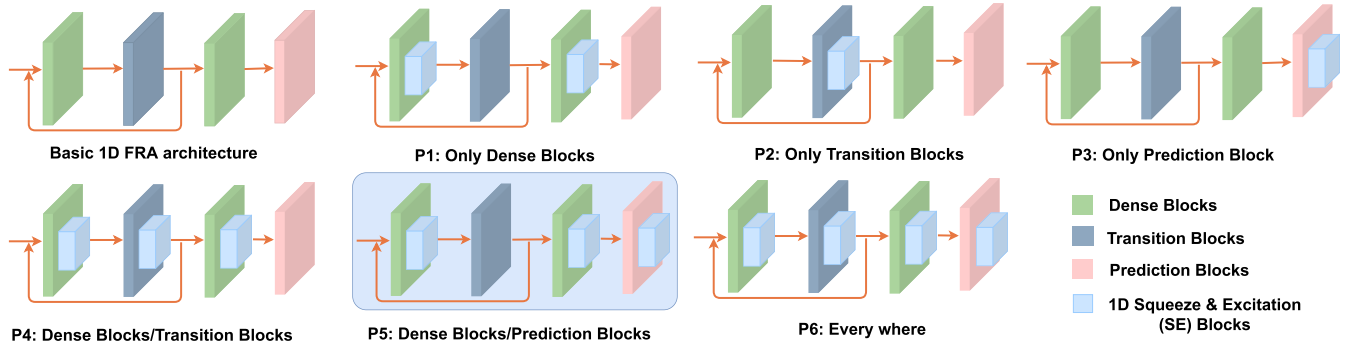 Basic 1D FRA architecture
P1: Only Dense Blocks
P2: Only Transition Blocks
P3: Only Prediction Block
P4: Dense Blocks/Transition Blocks
P5: Dense Blocks/Prediction Blocks
P6: Every where
Dense Blocks
Transition Blocks
Prediction Blocks
1D Squeeze & Excitation
(SE) Blocks